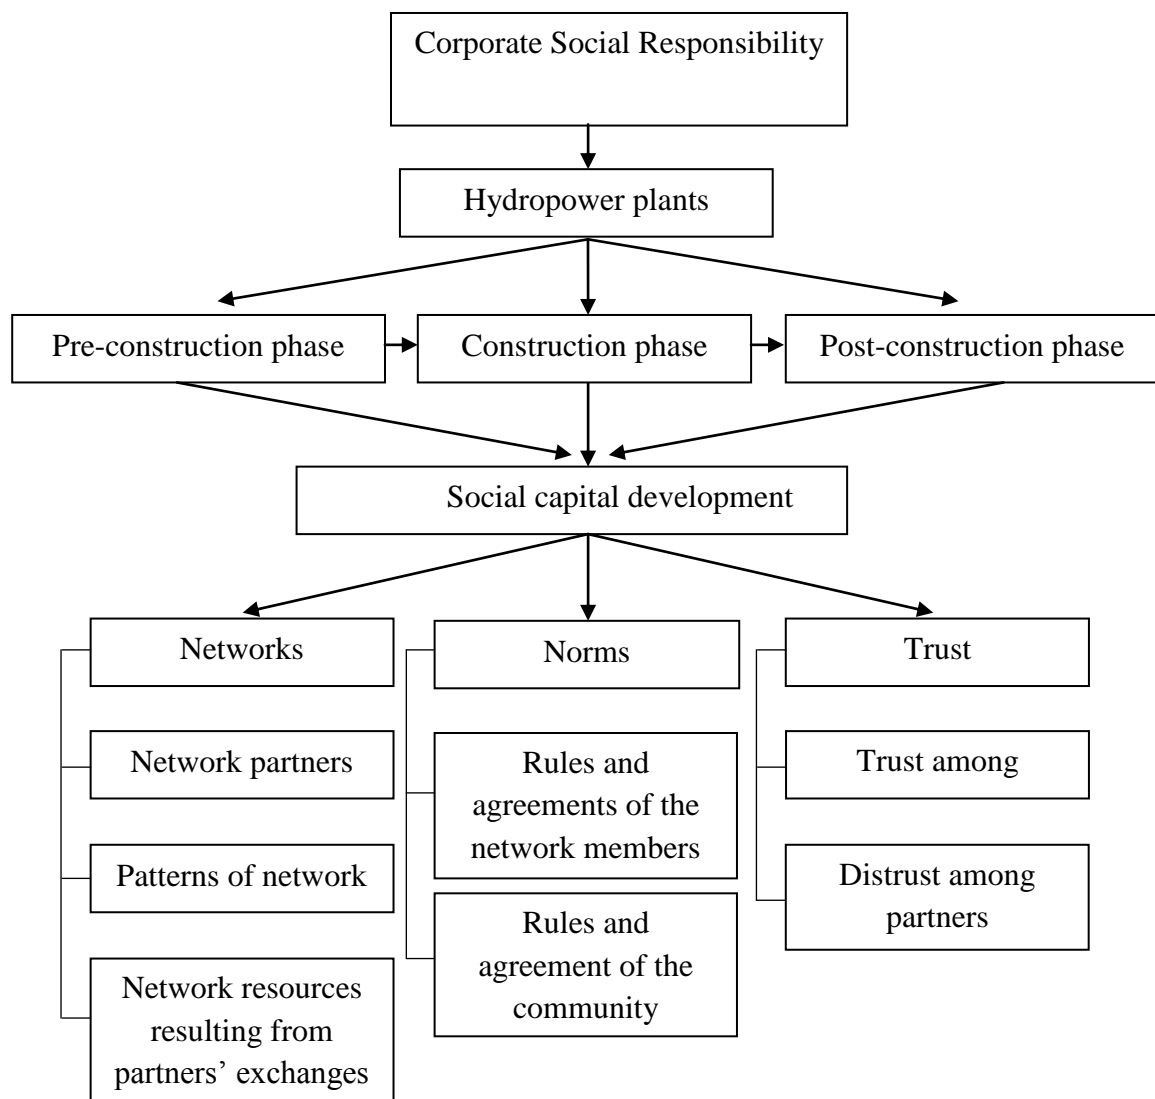 Corporate Social Responsibility
Hydropower plants
Pre-construction phase
Construction phase
Post-construction phase
Social capital development
Networks
Norms
Trust
Network partners
Rules and
agreements of the
network members
Trust among
Patterns of network
Distrust among
partners
Rules and
agreement of the
community
Network resources
resulting from
partners’ exchanges